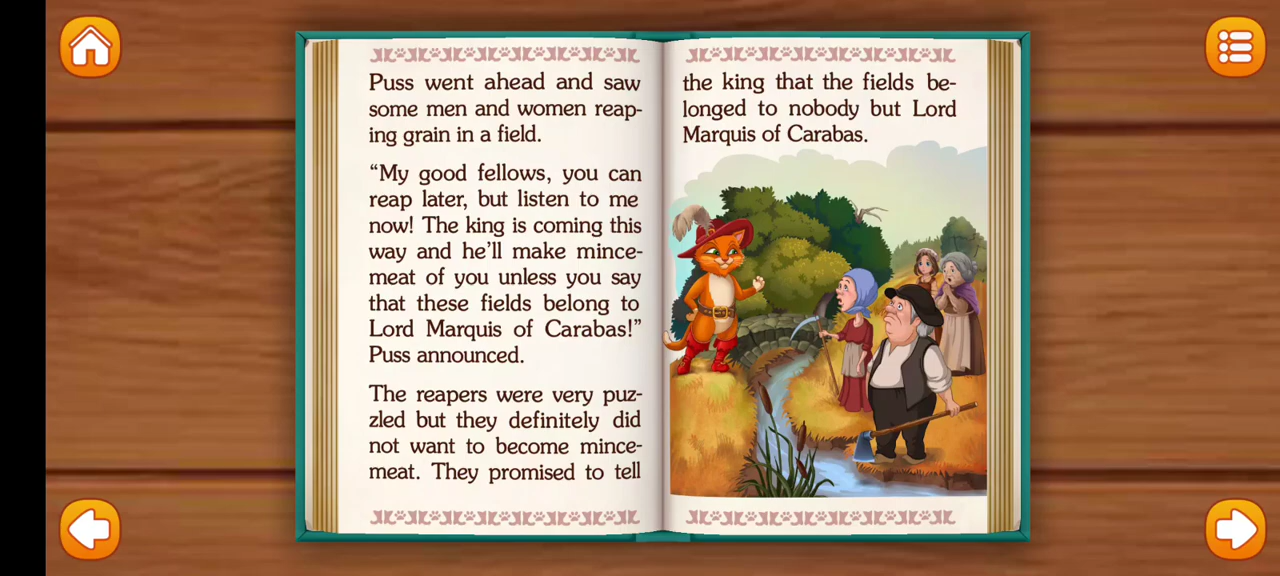 Puss went ahead and saw
some men and women reap-
ing grain in a field.
“My good fellows, you can
reap later, but listen to me
now! The king is coming this
way and he’ll make mince-
meat of you unless you say
that these fields belong to
Lord Marquis of Carabas!”
Puss announced.
The reapers were very puz-
zled but they definitely did
not want to become mince-
meat. They promised to tell
the king that the fields be-
longed to nobody but Lord
Marquis of Carabas.